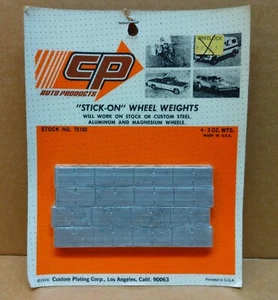 CP
AUTO PRODUCTS
"STICK-ON" WHEEL WEIGHTS
WILL WORK ON STOCK OR CUSTOM STEEL,
ALUMINUM AND MAGNESIUM WHEELS.
STOCK NO. 75102
4-2 OZ. WTS.
MADE IN U.S.A.
Custom Plating Corp., Los Angeles, Calif. 90063
Printed in U.S.A.